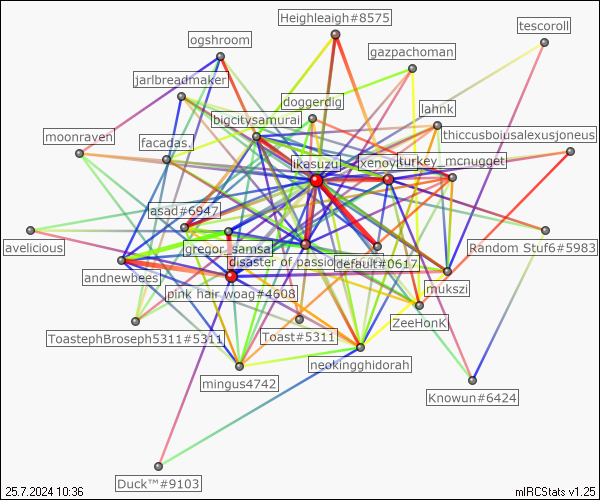 Heighleaigh#8575
tescoroll
ogshroom
gazpachoman
jarlbreadmaker
doggerdig
lahnk
bigcitysamurai
thiccusboiusalexusjoneus
moonraven
facadas.
ikasuzu
xenoy
turkey_mcnugget
asad#6947
avelicious
gregor_samsa
Random Stuf6#5983
disaster of passion
default#0617
andnewbees
mukszi
pink hair woag#4608
ZeeHonK
ToastephBroseph5311#5311
Toast#5311
neokingghidorah
mingus4742
Knowun#6424
Duck™#9103
25.7.2024 10:36
mIRCStats v1.25